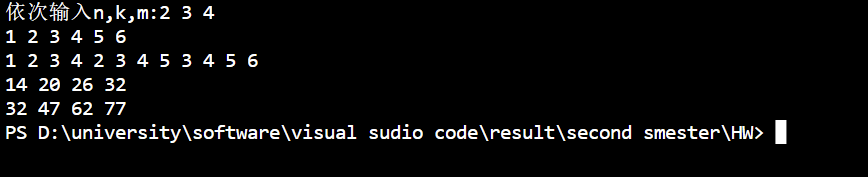 依次输入n,k,m:2 3 4
1 2 3 4 5 6
1 2 3 4 2 3 4 5 3 4 5 6
14 20 26 32
32 47 62 77
PS D:\university\software\visual sudio code\result\second smester\HW>